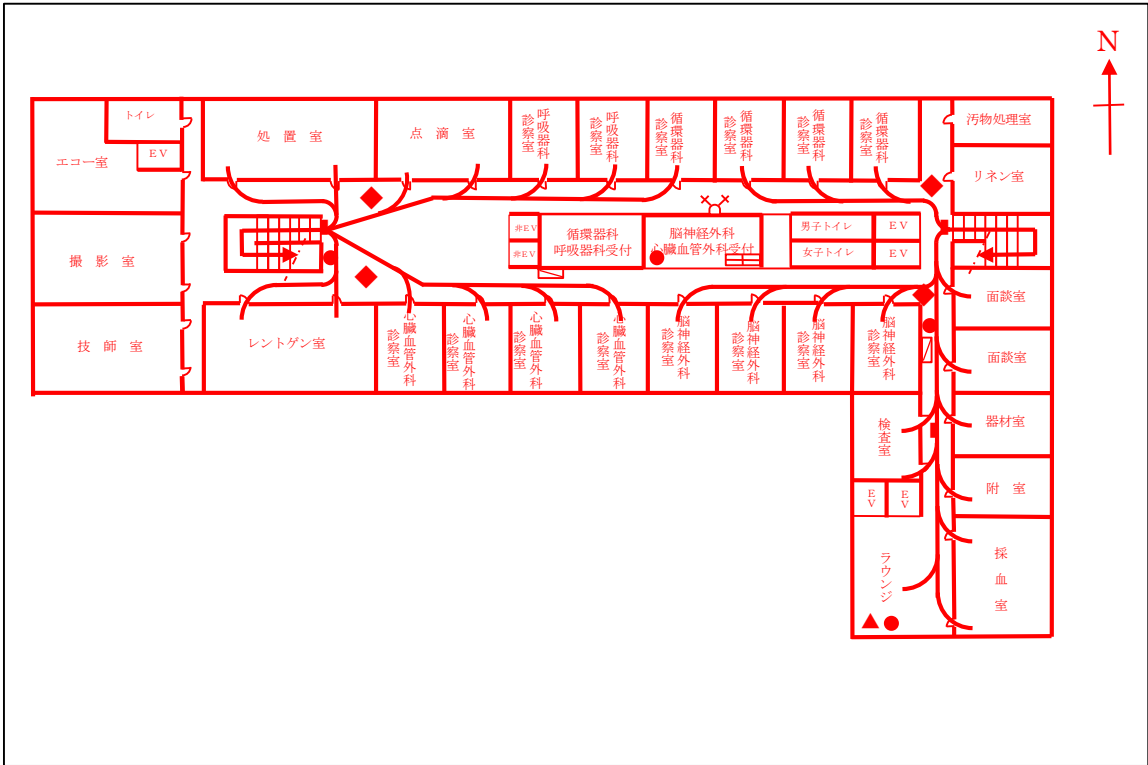 N
トイレ
EV
エコー室
処 置 室
点 滴 室
呼吸器科
診察室
呼吸器科
診察室
循環器科
診察室
循環器科
診察室
循環器科
診察室
循環器科
診察室
汚物処理室
リネン室
撮 影 室
非EV
非EV
循環器科
呼吸器科受付
脳神経外科
心臓血管外科受付
男子トイレ
女子トイレ
EV
EV
面談室
面談室
技 師 室
レントゲン室
心臓血管外科
診察室
心臓血管外科
診察室
心臓血管外科
診察室
心臓血管外科
診察室
脳神経外科
診察室
脳神経外科
診察室
脳神経外科
診察室
脳神経外科
診察室
検査室
器材室
EV
EV
附 室
ラウンジ
採血室